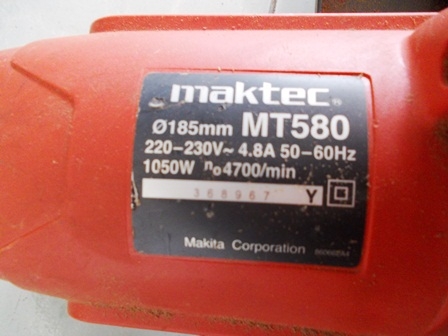 maktec®
Ø185mm MT580
220-230V~ 4.8A 50-60Hz
1050W n₀4700/min
368967 Y
Makita Corporation